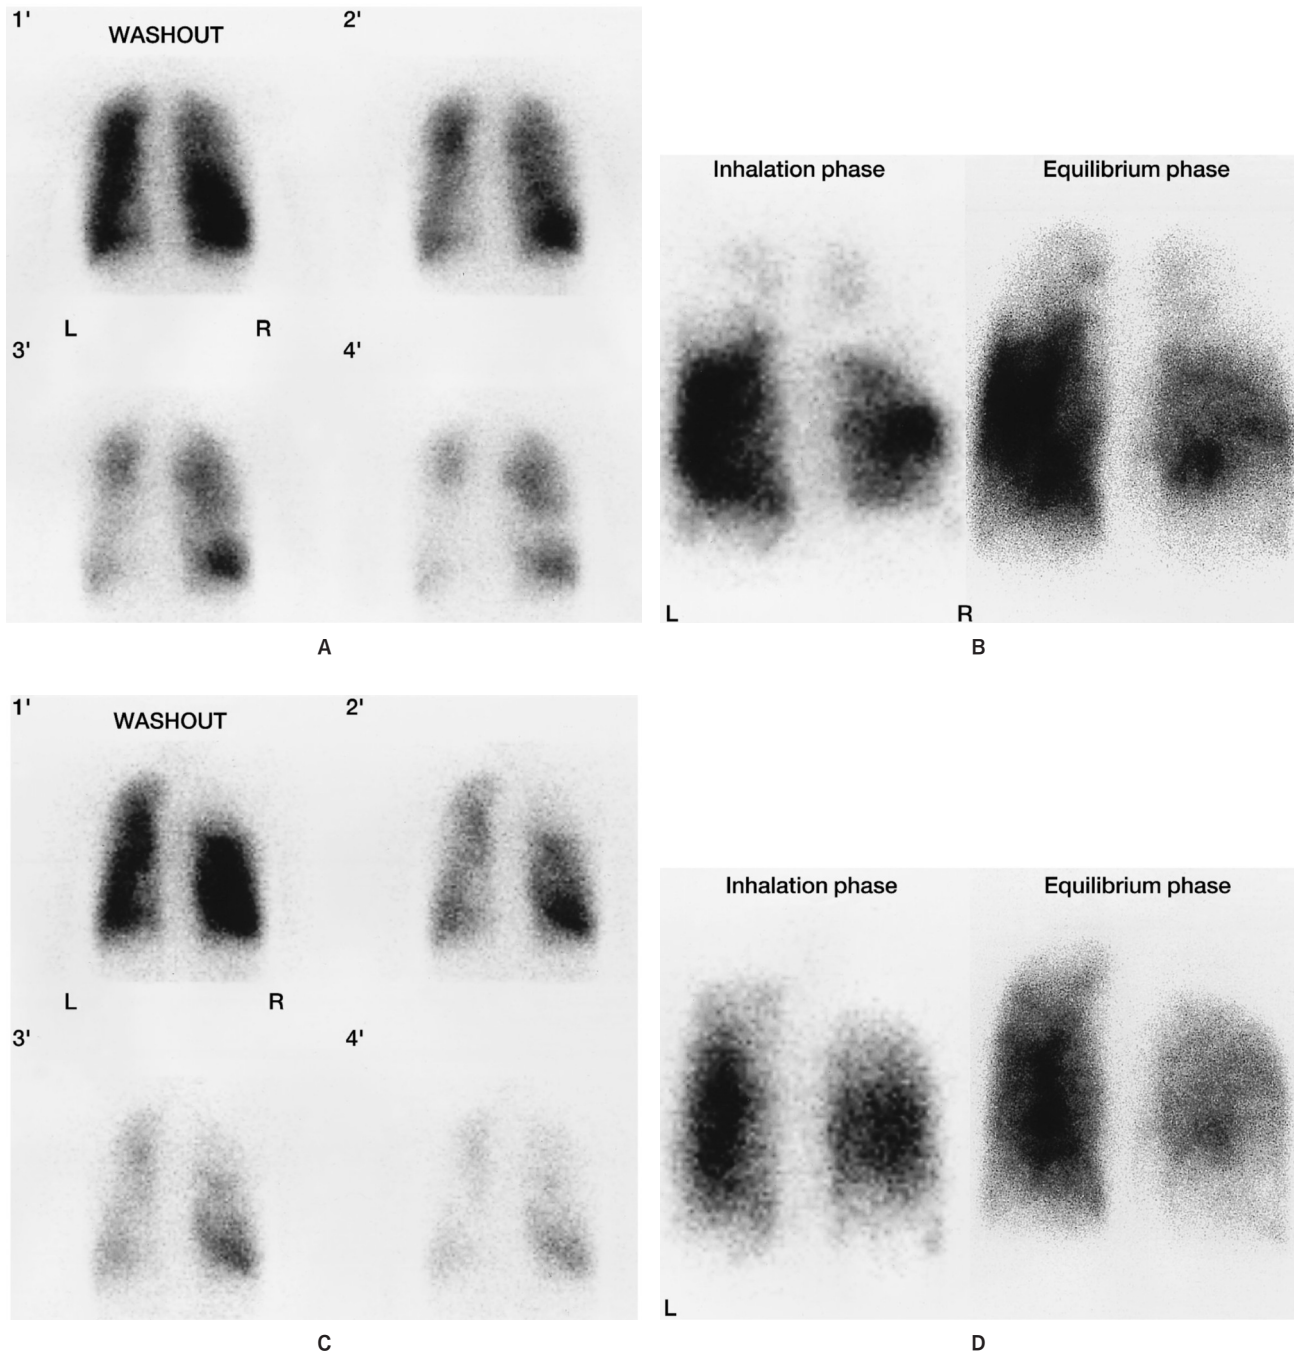 1'
WASHOUT
2'
L
R
3'
4'
A
Inhalation phase
Equilibrium phase
L
R
B
1'
WASHOUT
2'
L
R
3'
4'
C
Inhalation phase
Equilibrium phase
L
D